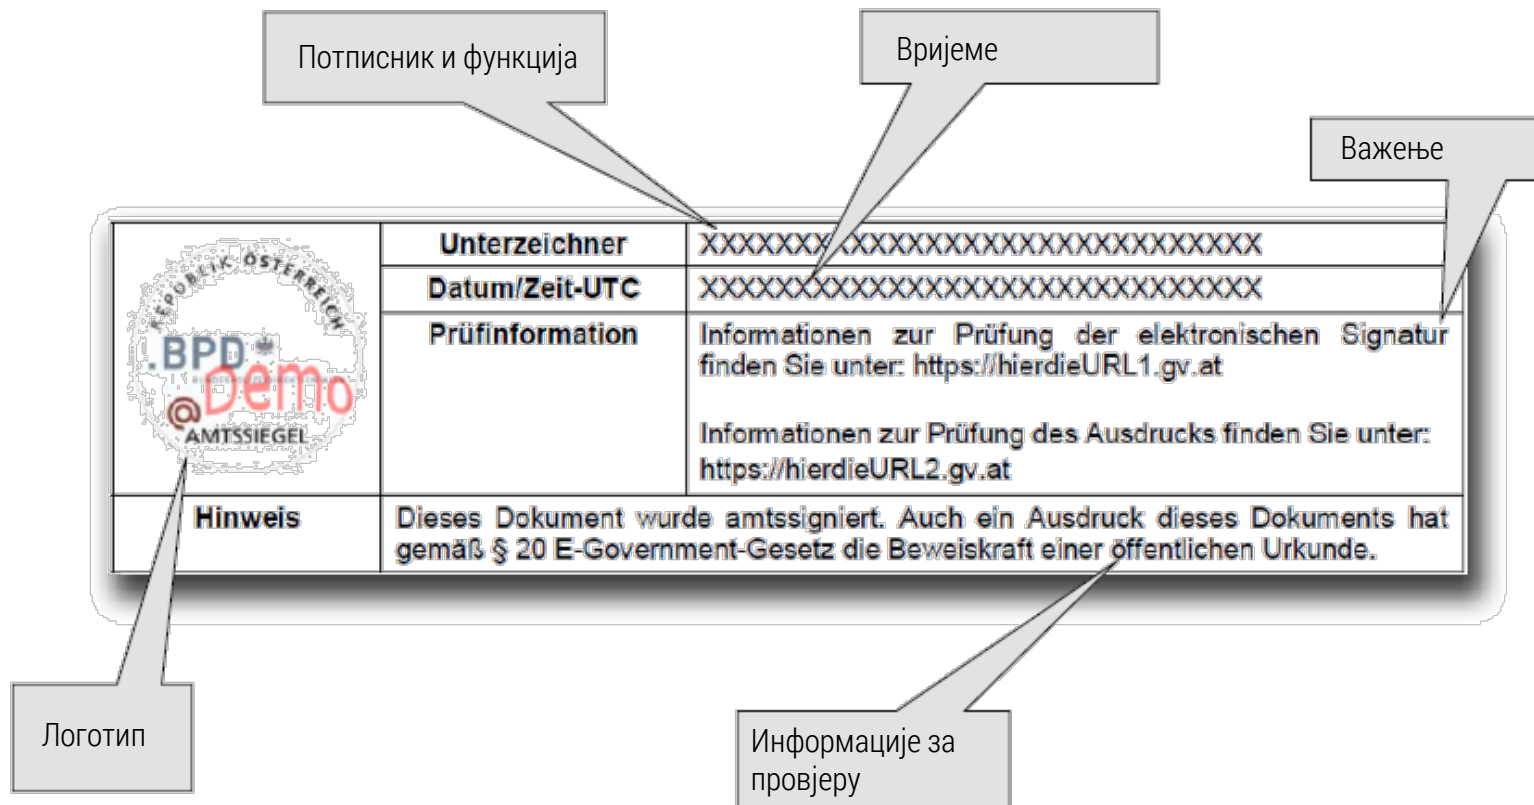 Потписник и функција
Вријеме
Важење
REPUBLIK ÖSTERREICH
.BPD
Demo
@
AMTSSIEGEL
Unterzeichner XXXXXXXXXXXXXXXXXXXXXXXXXXXXXX
Datum/Zeit-UTC XXXXXXXXXXXXXXXXXXXXXXXXXXXXXX
Prüfinformation Informationen zur Prüfung der elektronischen Signatur
finden Sie unter: https://hierdieURL1.gv.at
Informationen zur Prüfung des Ausdrucks finden Sie unter:
https://hierdieURL2.gv.at
Hinweis Dieses Dokument wurde amtssigniert. Auch ein Ausdruck dieses Dokuments hat
gemäß § 20 E-Government-Gesetz die Beweiskraft einer öffentlichen Urkunde.
Логотип
Информације за
провјеру